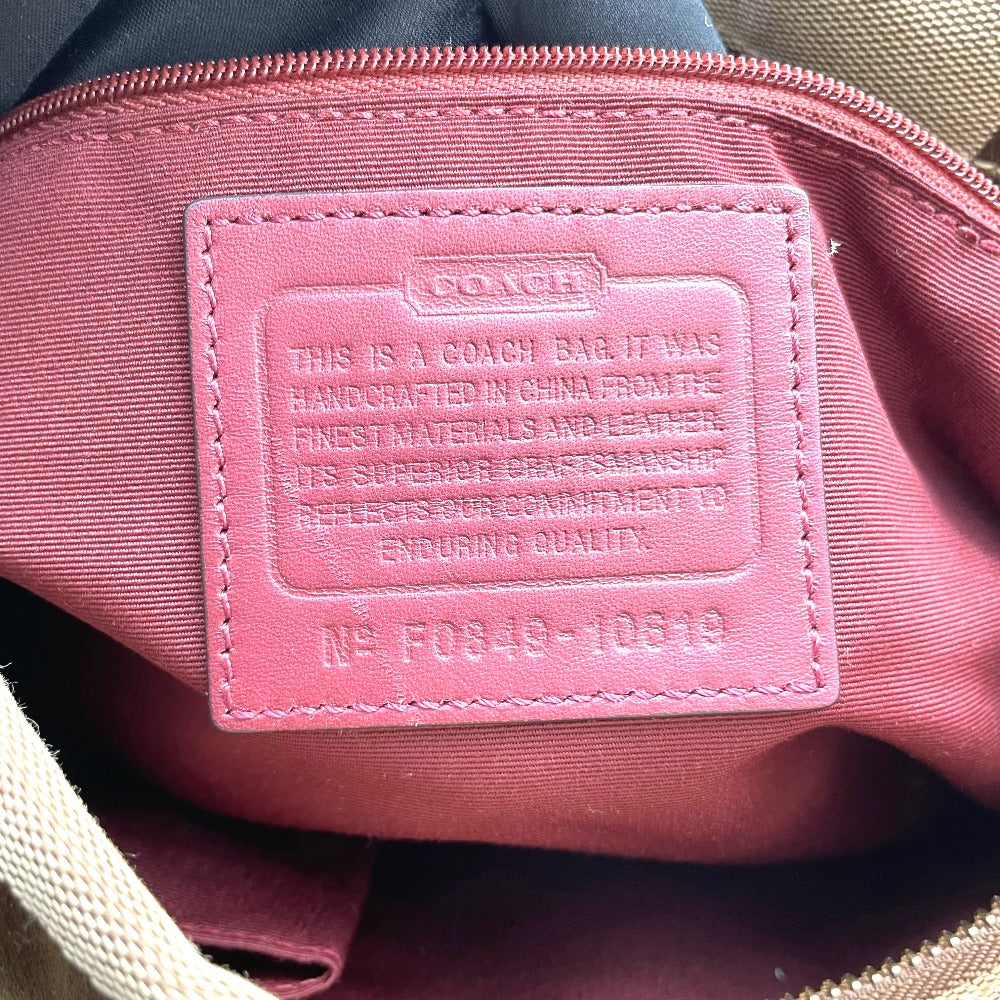 COACH
THIS IS A COACH BAG. IT WAS
HANDCRAFTED IN CHINA FROM THE
FINEST MATERIALS AND LEATHER.
ITS SUPERIOR CRAFTSMANSHIP
REFLECTS OUR COMMITMENT TO
ENDURING QUALITY.
Nº F0849-10819